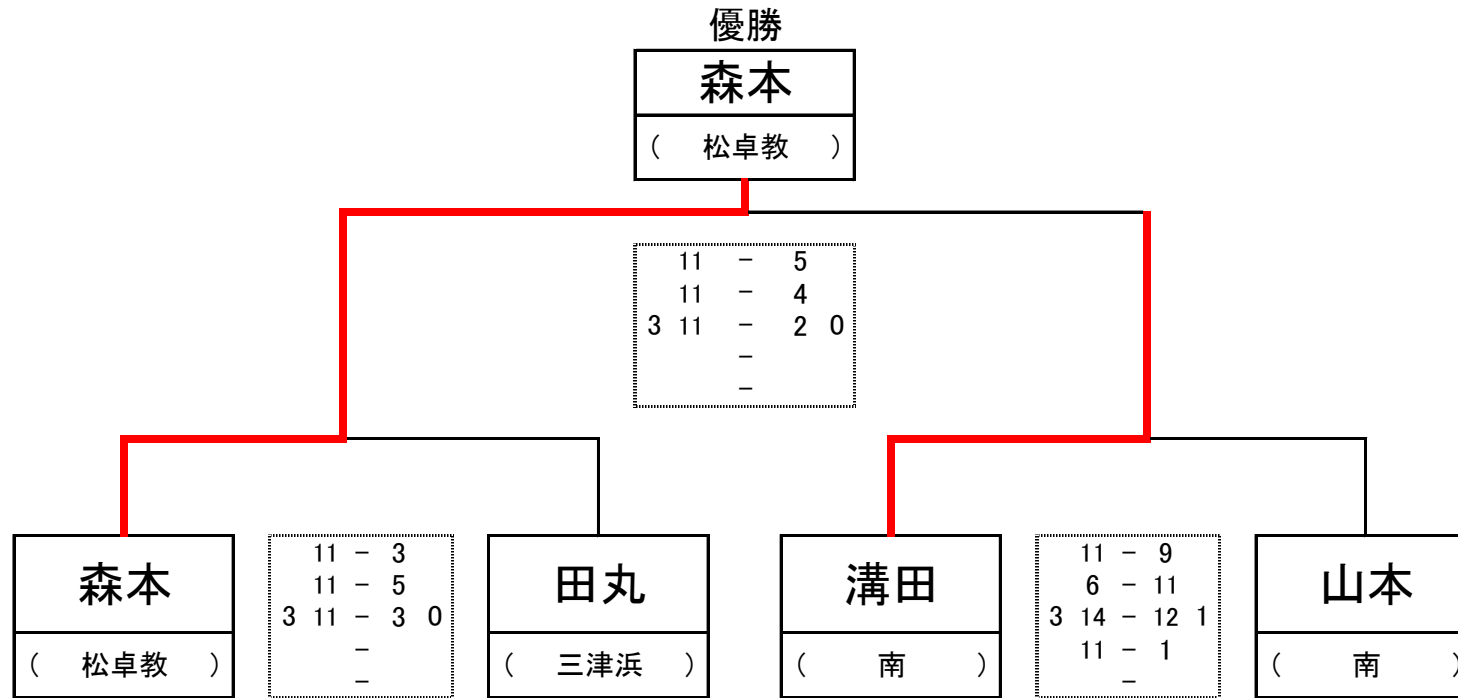 優勝
森本
( 松卓教 )
11 - 5
11 - 4
3 11 - 2 0
-
-
森本
( 松卓教 )
11 - 3
11 - 5
3 11 - 3 0
-
-
田丸
( 三津浜 )
溝田
( 南 )
11 - 9
6 - 11
3 14 - 12 1
11 - 1
-
山本
( 南 )